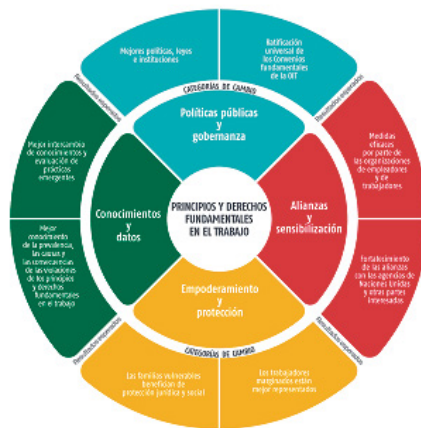 Mejores políticas, leyes
e instituciones
Ratificación
universal de los Convenios
fundamentales
de la OIT
Resultados esperados
Resultados esperados
CATEGORÍAS DE CAMBIO
Políticas públicas
y
gobernanza
Mejor intercambio
de conocimientos y
evaluación de
prácticas
emergentes
Medidas
eficaces
por parte de las
organizaciones de
empleadores
y de
trabajadores
Conocimientos
y
datos
PRINCIPIOS Y DERECHOS
FUNDAMENTALES
EN EL TRABAJO
Alianzas
y
sensibilización
Mejor
conocimiento
de la prevalencia,
las causas y
las consecuencias
de las violaciones
de los principios
y derechos
fundamentales
en el trabajo
Fortalecimiento
de las alianzas
con las agencias de
Naciones Unidas
y otras partes
interesadas
Empoderamiento
y
protección
CATEGORÍAS DE CAMBIO
Resultados esperados
Resultados esperados
Las familias vulnerables
benefician de
protección jurídica y social
Los trabajadores
marginados están
mejor representados